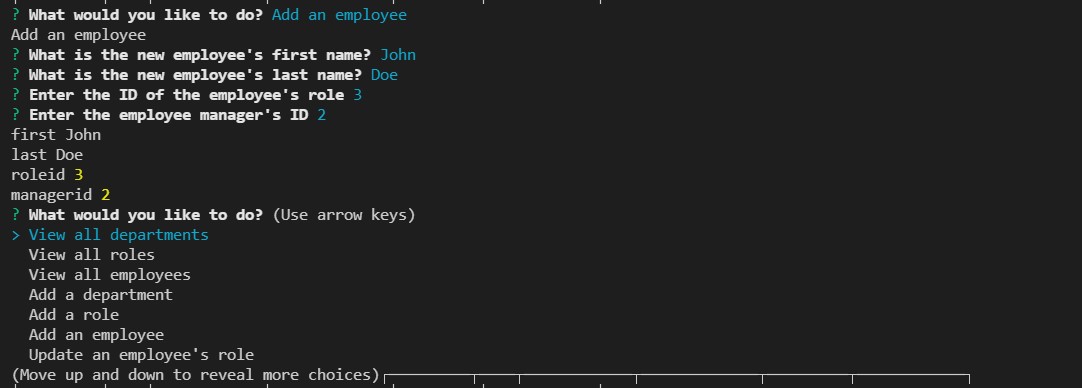 ? What would you like to do? Add an employee
Add an employee
? What is the new employee's first name? John
? What is the new employee's last name? Doe
? Enter the ID of the employee's role 3
? Enter the employee manager's ID 2
first John
last Doe
roleid 3
managerid 2
? What would you like to do? (Use arrow keys)
> View all departments
  View all roles
  View all employees
  Add a department
  Add a role
  Add an employee
  Update an employee's role
(Move up and down to reveal more choices)